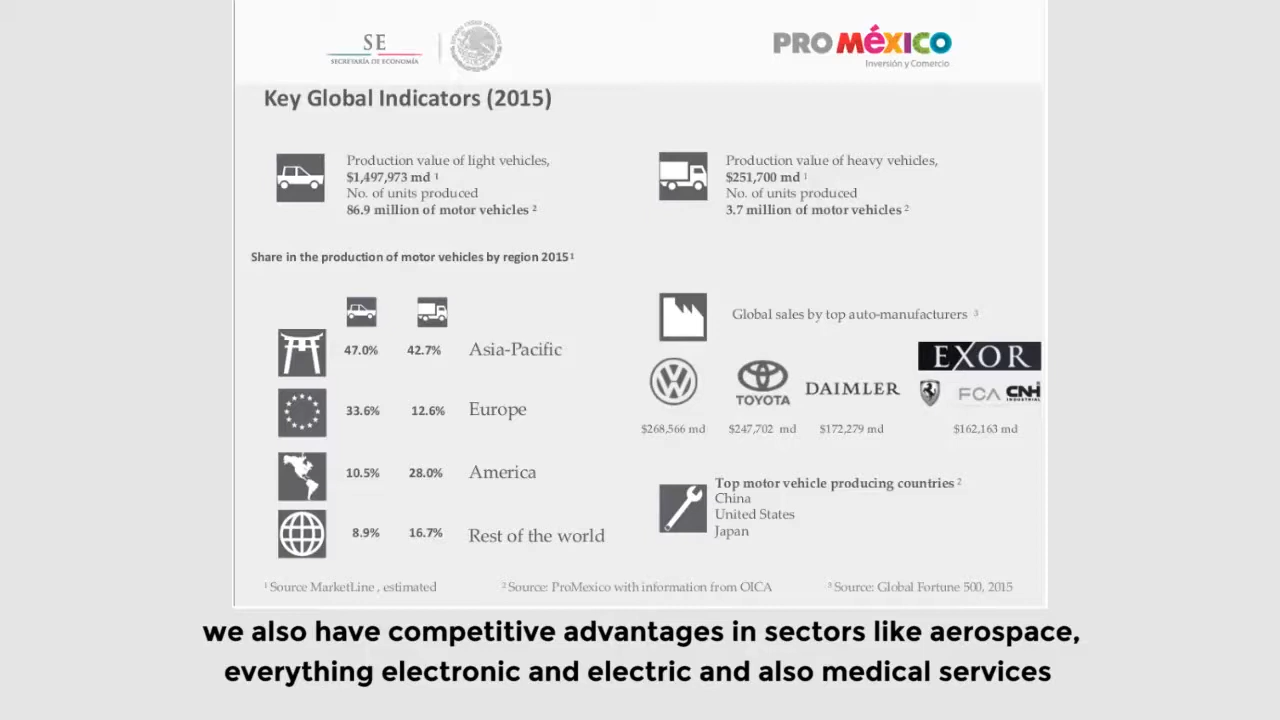 SE
SECRETARÍA DE ECONOMÍA
PRO MéXICO
Inversión y Comercio
Key Global Indicators (2015)
Production value of light vehicles,
$1,497,973 md ¹
No. of units produced
86.9 million of motor vehicles ²
Production value of heavy vehicles,
$251,700 md ¹
No. of units produced
3.7 million of motor vehicles ²
Share in the production of motor vehicles by region 2015¹
47.0% 42.7% Asia-Pacific
33.6% 12.6% Europe
10.5% 28.0% America
8.9% 16.7% Rest of the world
Global sales by top auto-manufacturers ³
EXOR
TOYOTA
DAIMLER
FCA
CNH
INDUSTRIAL
$268,566 md $247,702 md $172,279 md $162,163 md
Top motor vehicle producing countries ²
China
United States
Japan
¹ Source MarketLine , estimated
² Source: ProMexico with information from OICA
³ Source: Global Fortune 500, 2015
we also have competitive advantages in sectors like aerospace,
everything electronic and electric and also medical services